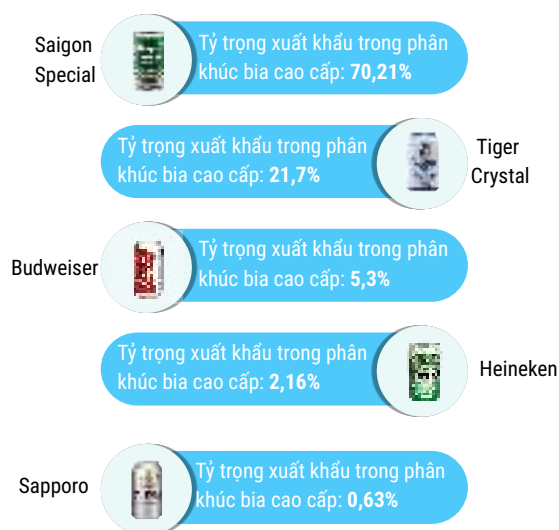 Saigon
Special
Tỷ trọng xuất khẩu trong phân
khúc bia cao cấp: 70,21%
Tỷ trọng xuất khẩu trong phân
khúc bia cao cấp: 21,7%
Tiger
Crystal
Budweiser
Tỷ trọng xuất khẩu trong phân
khúc bia cao cấp: 5,3%
Tỷ trọng xuất khẩu trong phân
khúc bia cao cấp: 2,16%
Heineken
Sapporo
Tỷ trọng xuất khẩu trong phân
khúc bia cao cấp: 0,63%